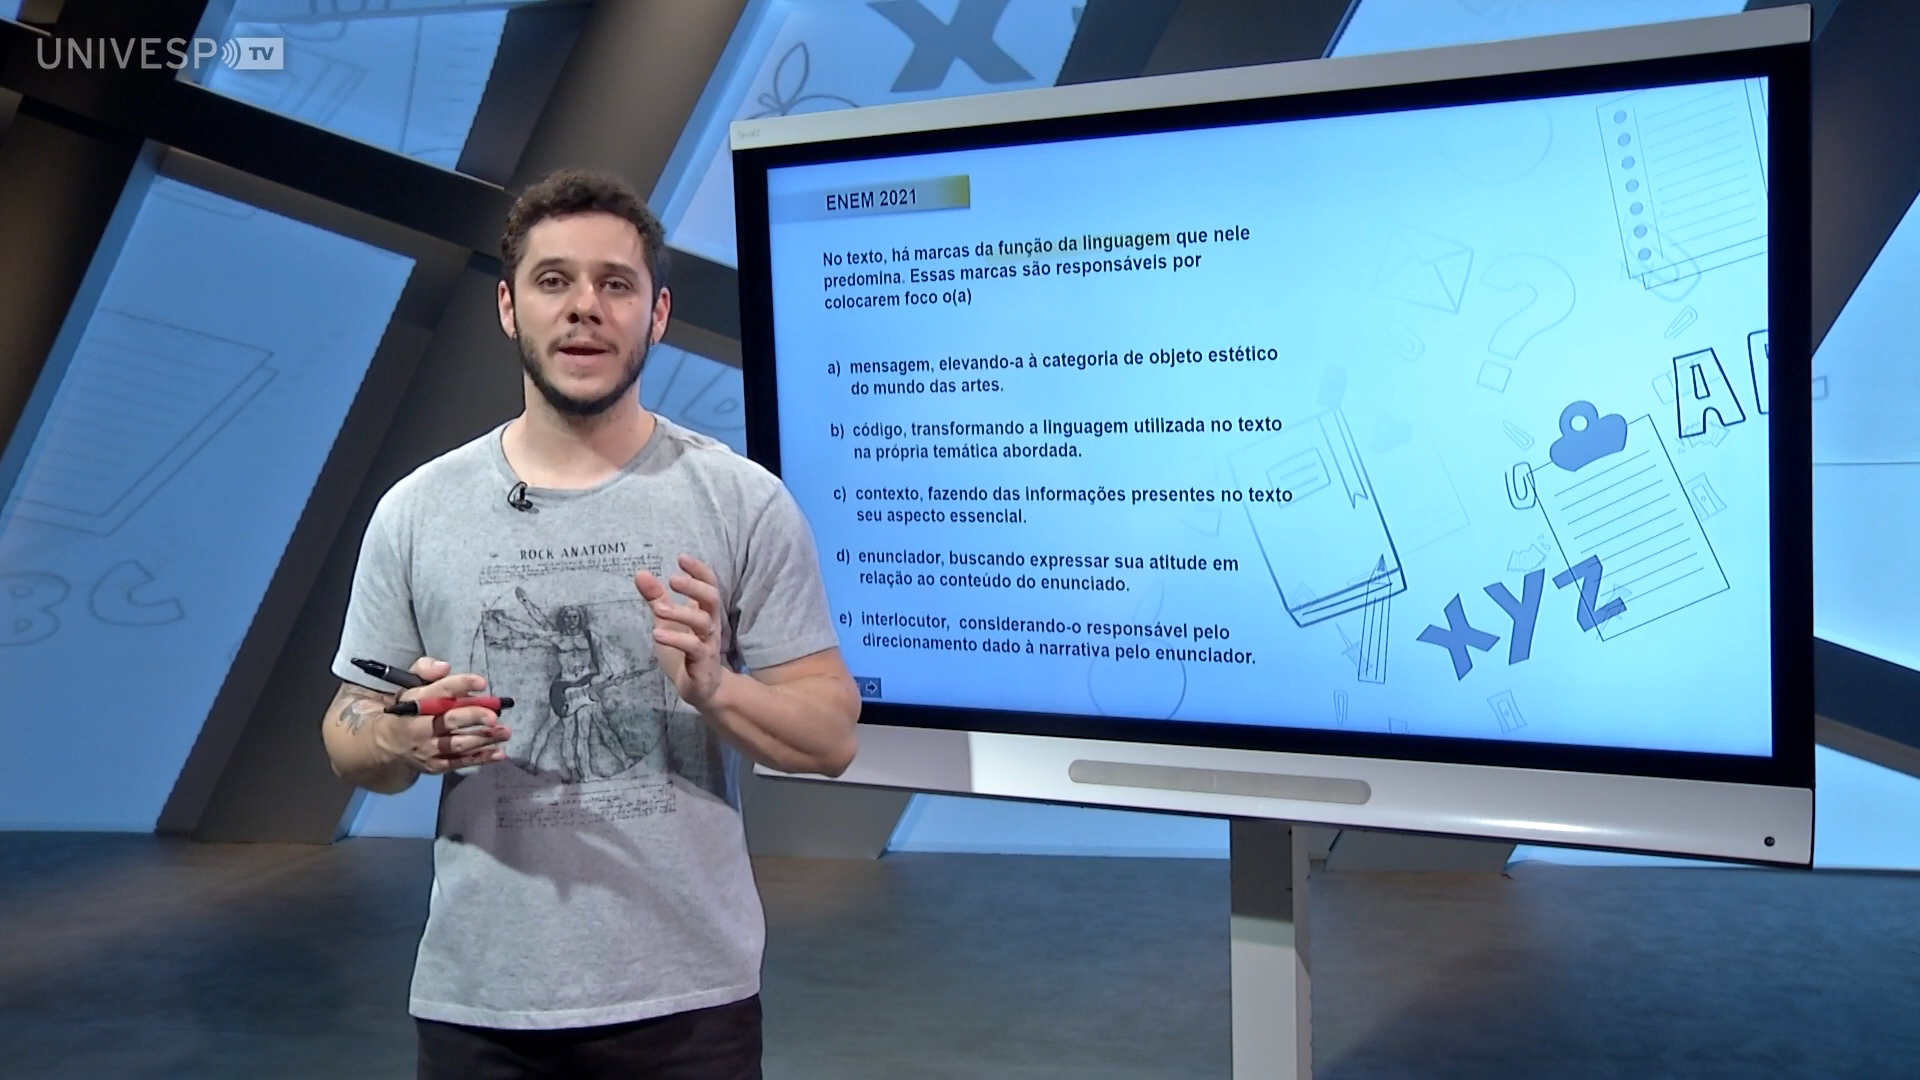 UNIVESP TV
ENEM 2021
No texto, há marcas da função da linguagem que nele
predomina. Essas marcas são responsáveis por
colocarem foco o(a)
a) mensagem, elevando-a à categoria de objeto estético
do mundo das artes.
b) código, transformando a linguagem utilizada no texto
na própria temática abordada.
c) contexto, fazendo das informações presentes no texto
seu aspecto essencial.
d) enunciador, buscando expressar sua atitude em
relação ao conteúdo do enunciado.
e) interlocutor, considerando-o responsável pelo
direcionamento dado à narrativa pelo enunciador.
ROCK ANATOMY
A
xyz
BC
X